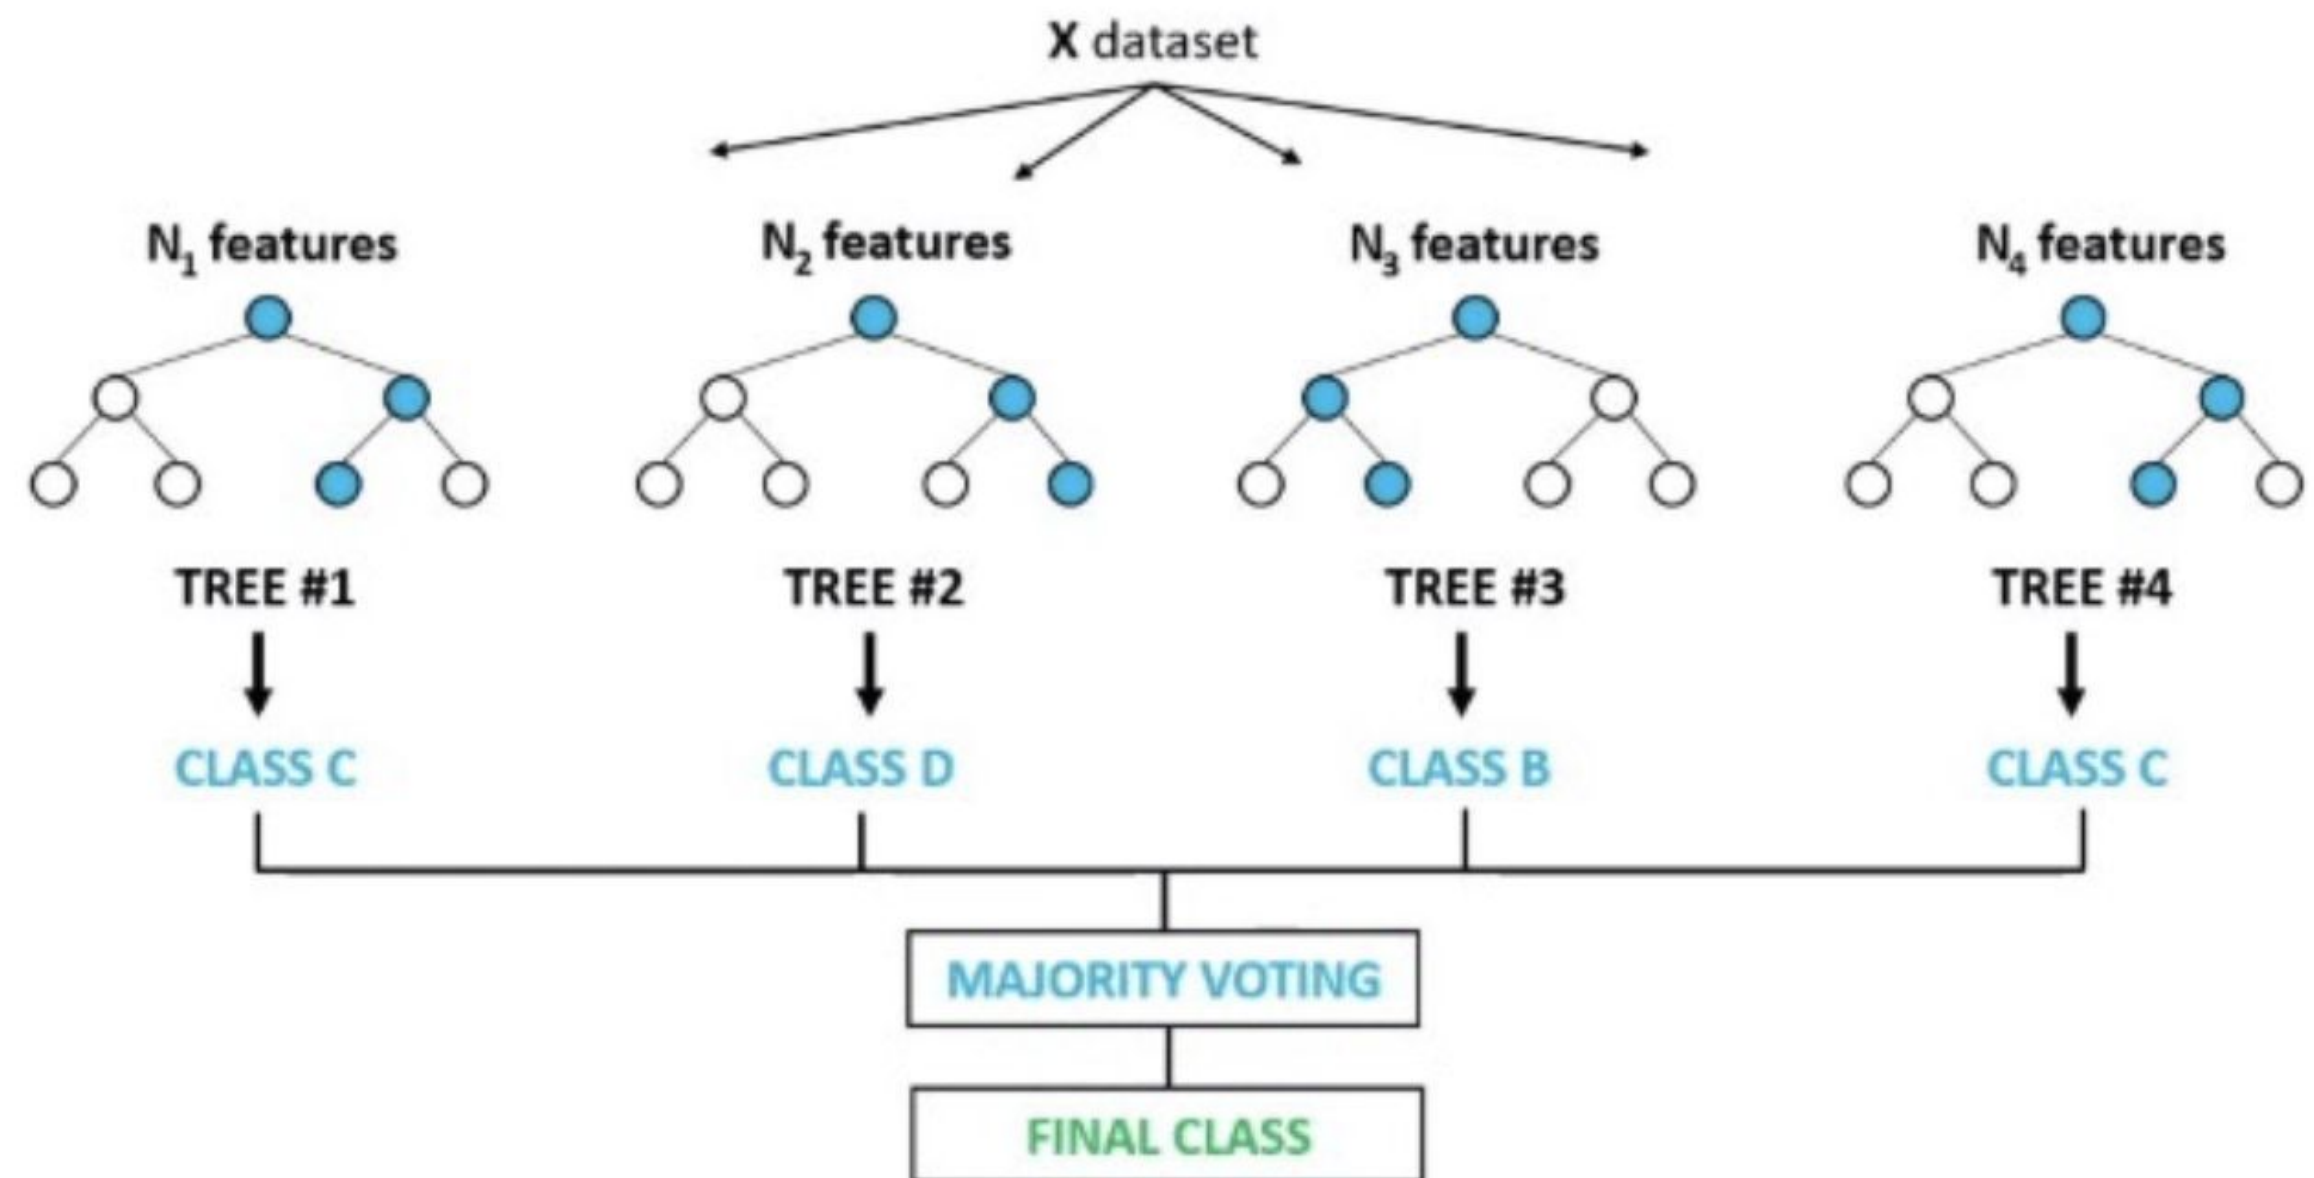 X dataset
N₁ features
N₂ features
N₃ features
N₄ features
TREE #1
TREE #2
TREE #3
TREE #4
CLASS C
CLASS D
CLASS B
CLASS C
MAJORITY VOTING
FINAL CLASS